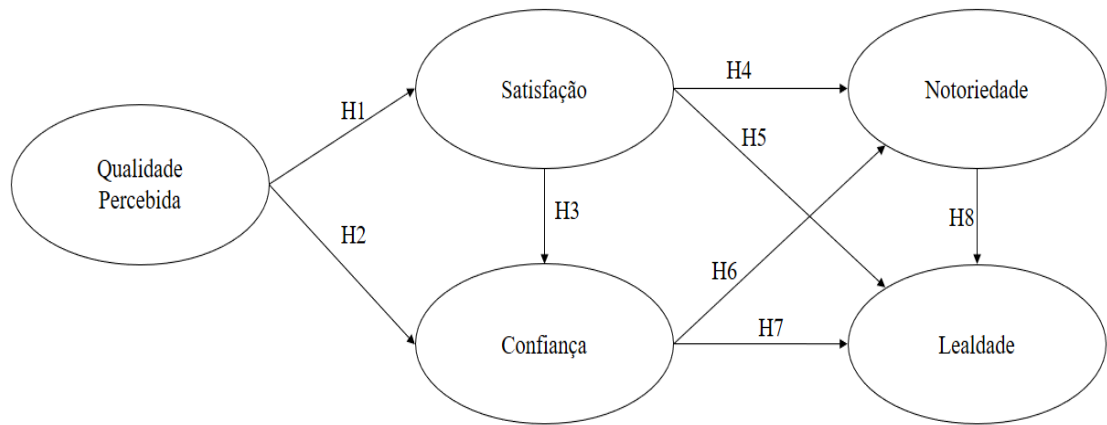 Satisfação
Notoriedade
Qualidade
Percebida
Confiança
Lealdade
H1
H2
H3
H4
H5
H6
H7
H8